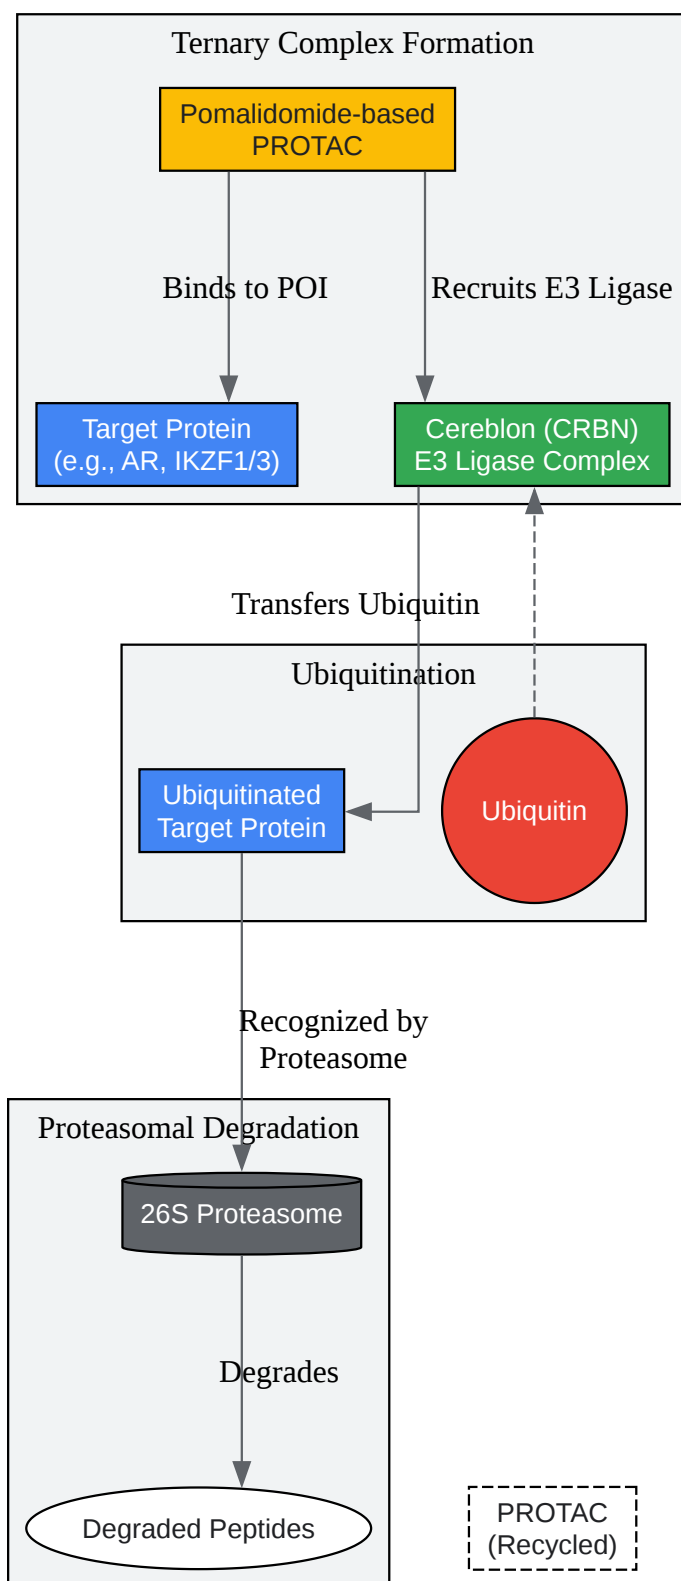 Ternary Complex Formation
Pomalidomide-based
PROTAC
Binds to POI
Recruits E3 Ligase
Target Protein
(e.g., AR, IKZF1/3)
Cereblon (CRBN)
E3 Ligase Complex
Transfers Ubiquitin
Ubiquitination
Ubiquitinated
Target Protein
Ubiquitin
Recognized by
Proteasome
Proteasomal Degradation
26S Proteasome
Degrades
Degraded Peptides
PROTAC
(Recycled)